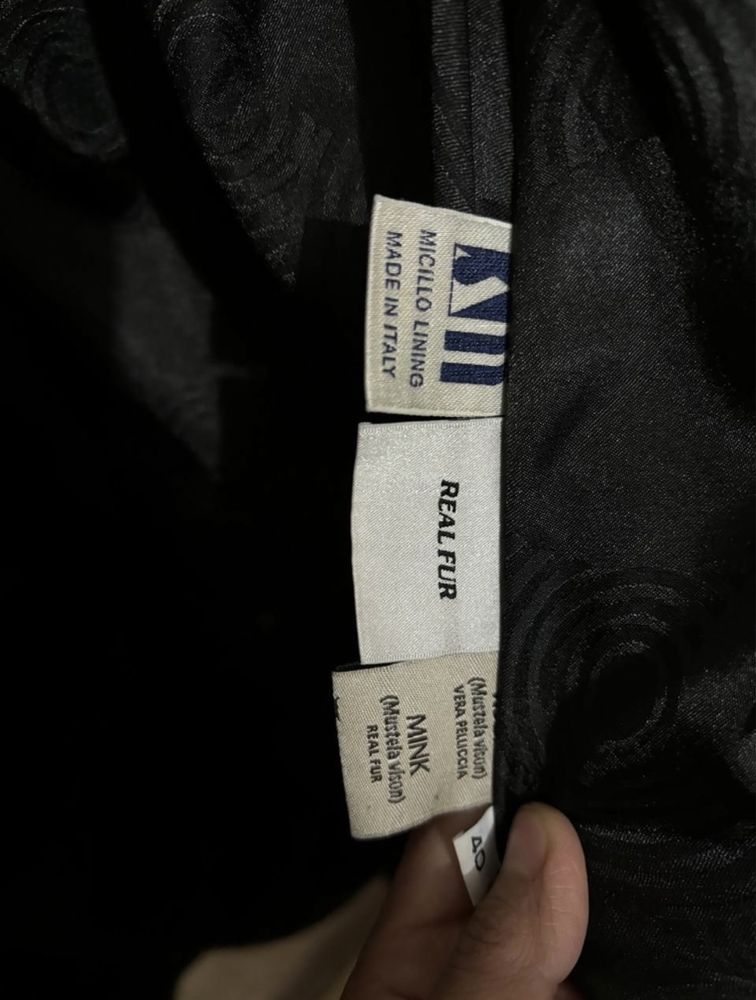 MICILLO LINING
MADE IN ITALY
REAL FUR
(Mustela vison)
VERA PELLICCIA
MINK
(Mustela vison)
REAL FUR
40